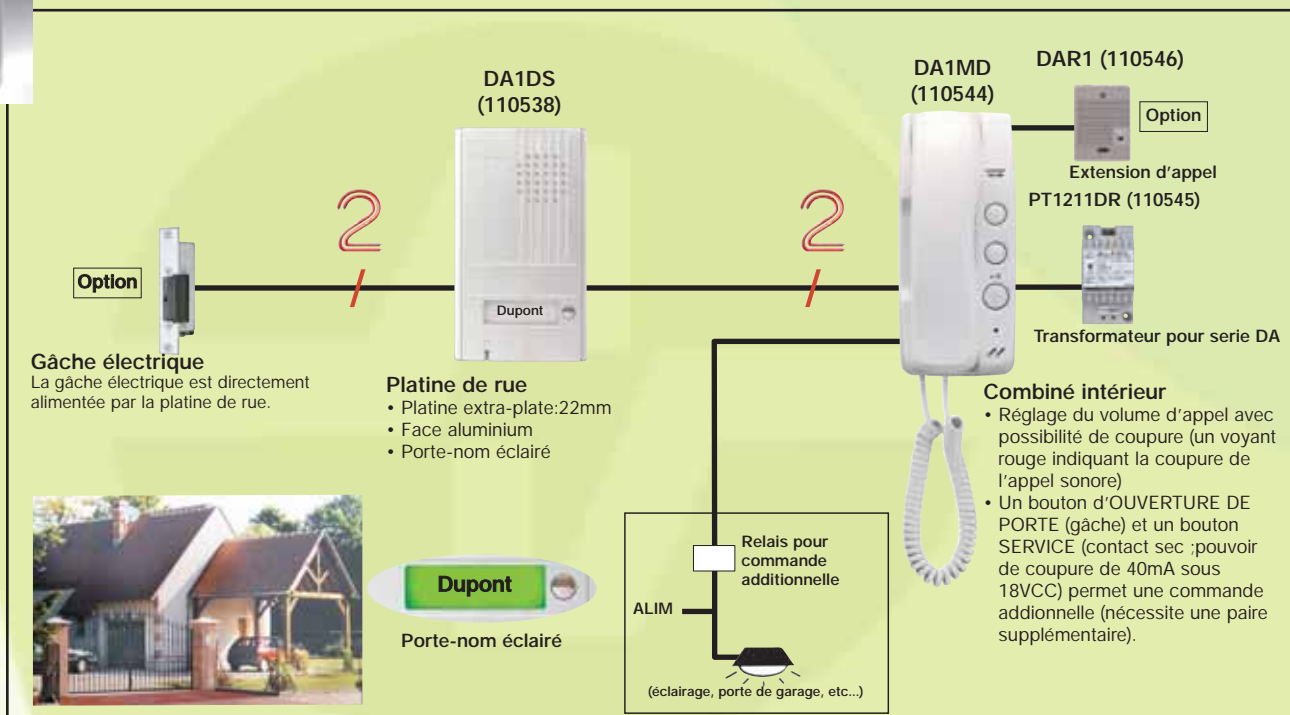 DA1DS
(110538)
DA1MD
(110544)
DAR1 (110546)
Option
Extension d'appel
PT1211DR (110545)
Transformateur pour serie DA
2
2
Option
Dupont
Gâche électrique
La gâche électrique est directement
alimentée par la platine de rue.
Platine de rue
• Platine extra-plate:22mm
• Face aluminium
• Porte-nom éclairé
Combiné intérieur
• Réglage du volume d'appel avec
possibilité de coupure (un voyant
rouge indiquant la coupure de
l'appel sonore)
• Un bouton d'OUVERTURE DE
PORTE (gâche) et un bouton
SERVICE (contact sec ;pouvoir
de coupure de 40mA sous
18VCC) permet une commande
addionnelle (nécessite une paire
supplémentaire).
Dupont
Porte-nom éclairé
Relais pour
commande
additionnelle
ALIM
(éclairage, porte de garage, etc...)